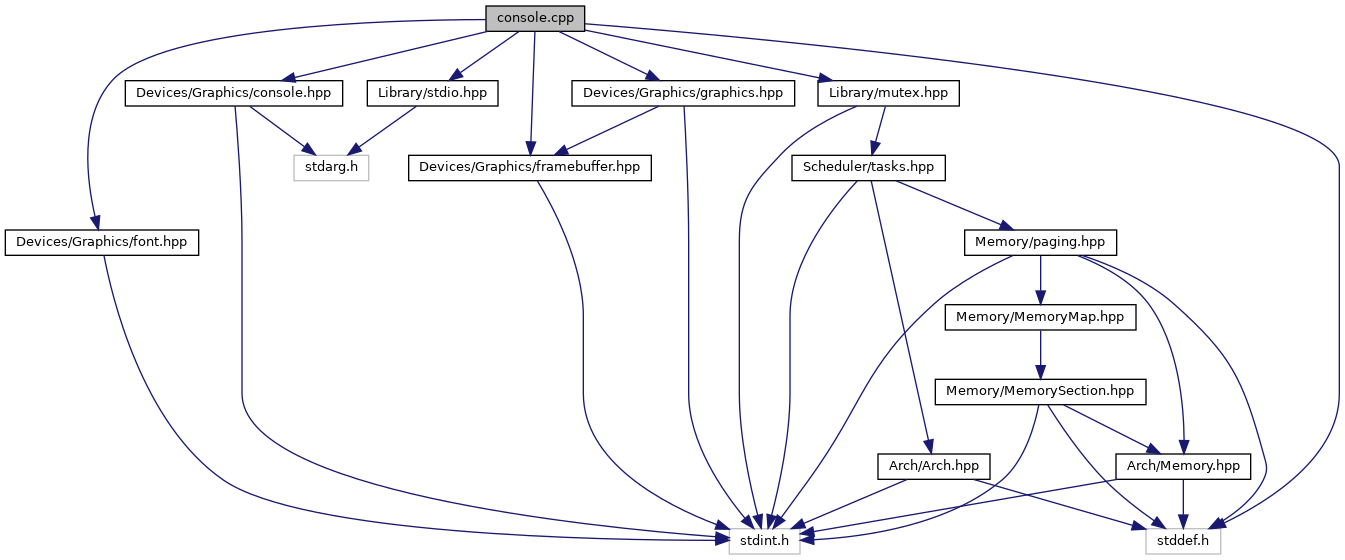 console.cpp
Devices/Graphics/console.hpp
Library/stdio.hpp
Devices/Graphics/graphics.hpp
Library/mutex.hpp
stdarg.h
Devices/Graphics/framebuffer.hpp
Scheduler/tasks.hpp
Devices/Graphics/font.hpp
Memory/paging.hpp
Memory/MemoryMap.hpp
Memory/MemorySection.hpp
Arch/Arch.hpp
Arch/Memory.hpp
stdint.h
stddef.h